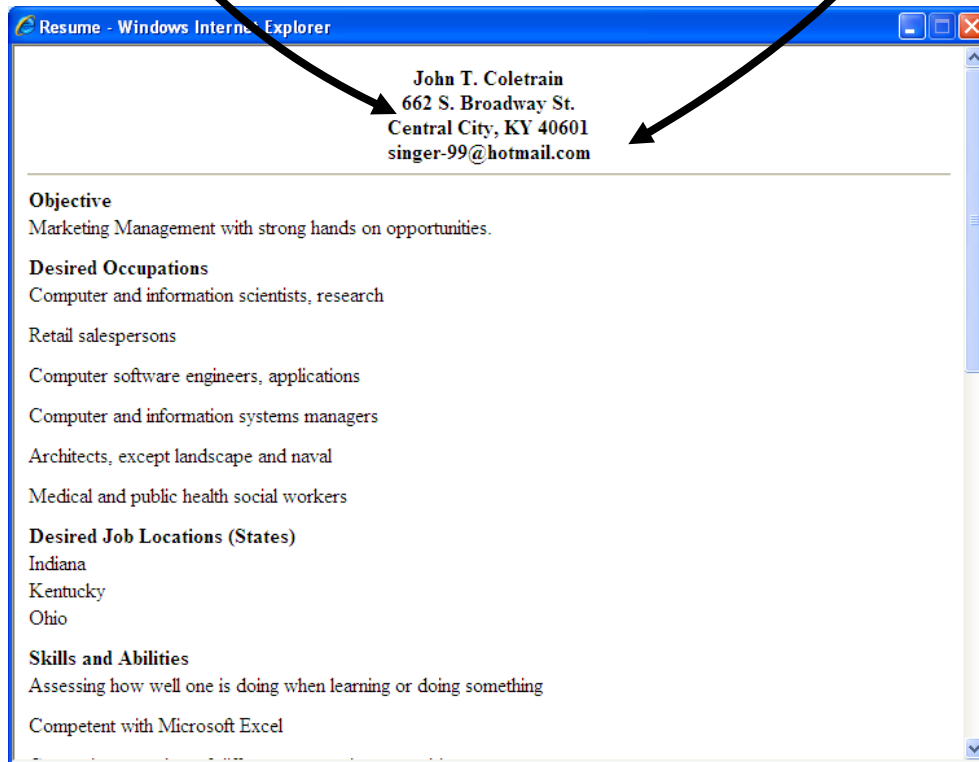 Resume - Windows Internet Explorer
John T. Coletrain
662 S. Broadway St.
Central City, KY 40601
singer-99@hotmail.com
Objective
Marketing Management with strong hands on opportunities.
Desired Occupations
Computer and information scientists, research
Retail salespersons
Computer software engineers, applications
Computer and information systems managers
Architects, except landscape and naval
Medical and public health social workers
Desired Job Locations (States)
Indiana
Kentucky
Ohio
Skills and Abilities
Assessing how well one is doing when learning or doing something
Competent with Microsoft Excel